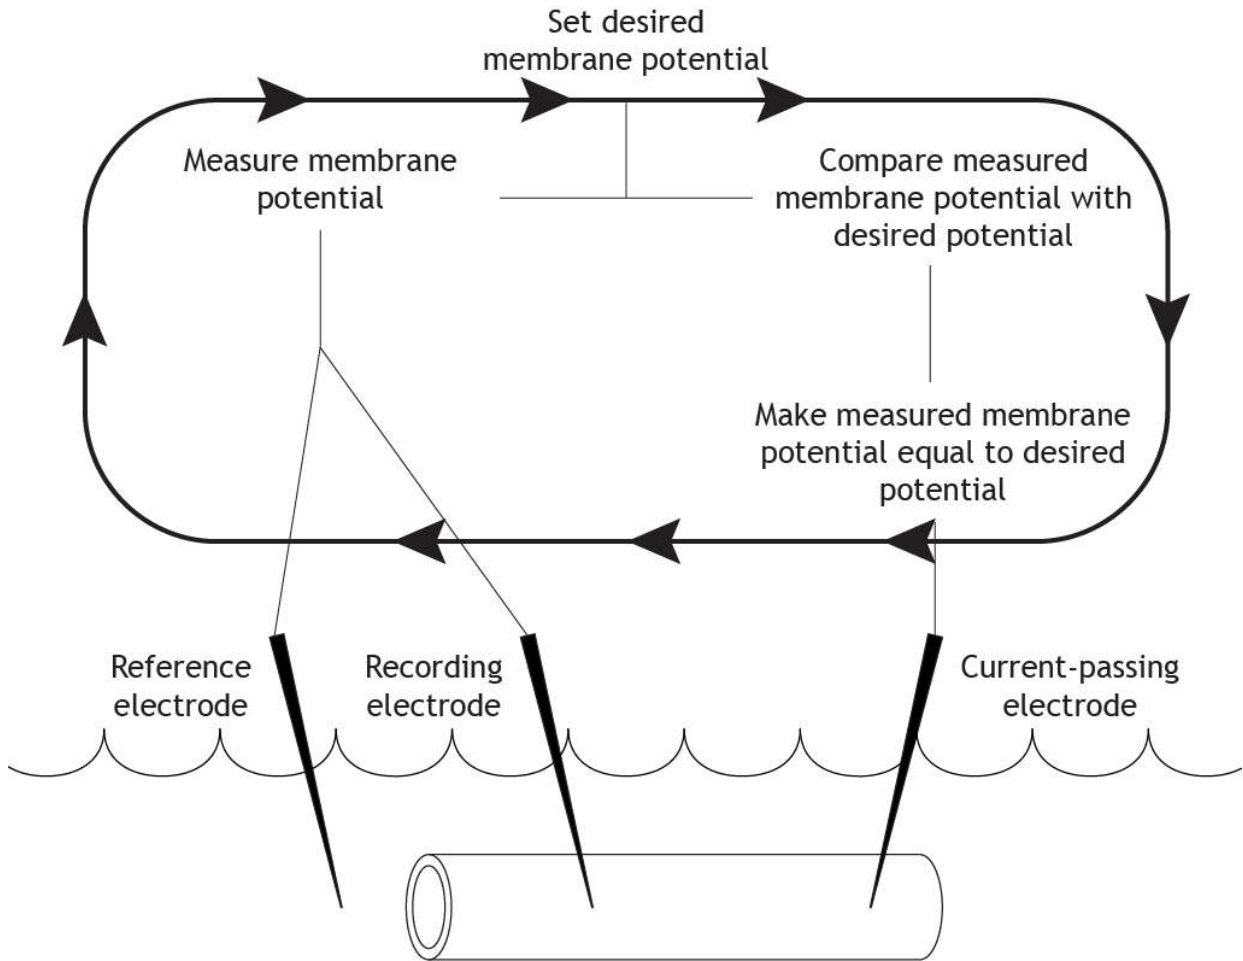 Set desired
membrane potential
Measure membrane
potential
Compare measured
membrane potential with
desired potential
Make measured membrane
potential equal to desired
potential
Reference
electrode
Recording
electrode
Current-passing
electrode